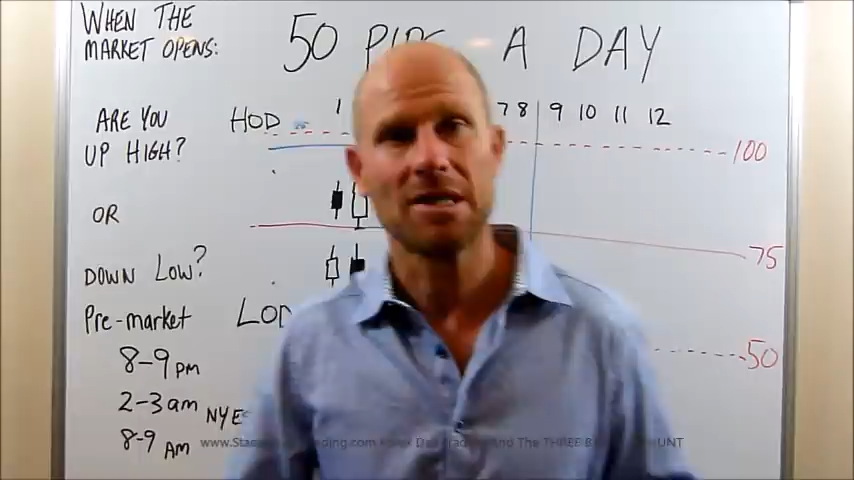 WHEN THE
MARKET OPENS:
50 A DAY
ARE YOU
UP HIGH?
OR
DOWN LOW?
Pre-market
8-9 pm
2-3 am
8-9 Am
HOD 1 7 8 9 10 11 12
100
75
50
And The THREE